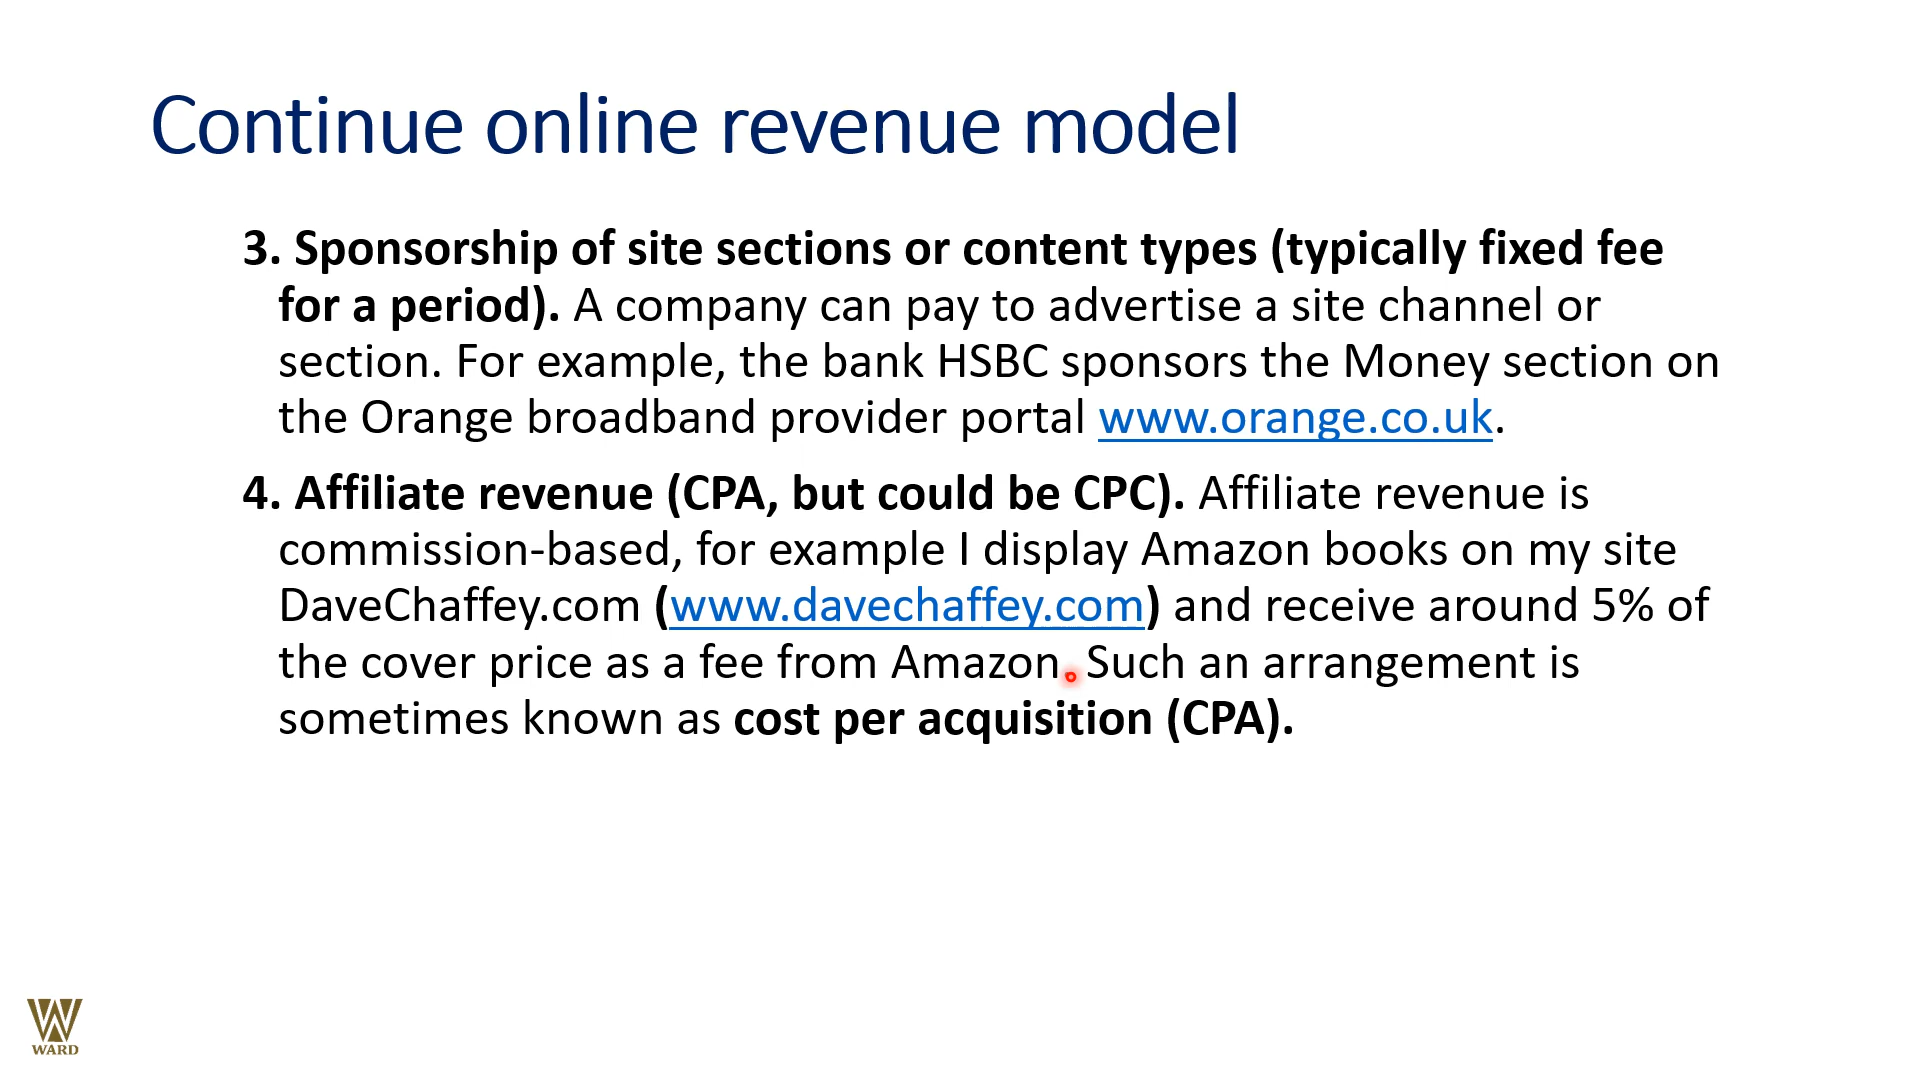 Continue online revenue model
3. Sponsorship of site sections or content types (typically fixed fee
for a period). A company can pay to advertise a site channel or
section. For example, the bank HSBC sponsors the Money section on
the Orange broadband provider portal www.orange.co.uk.
4. Affiliate revenue (CPA, but could be CPC). Affiliate revenue is
commission-based, for example I display Amazon books on my site
DaveChaffey.com (www.davechaffey.com) and receive around 5% of
the cover price as a fee from Amazon. Such an arrangement is
sometimes known as cost per acquisition (CPA).
WARD